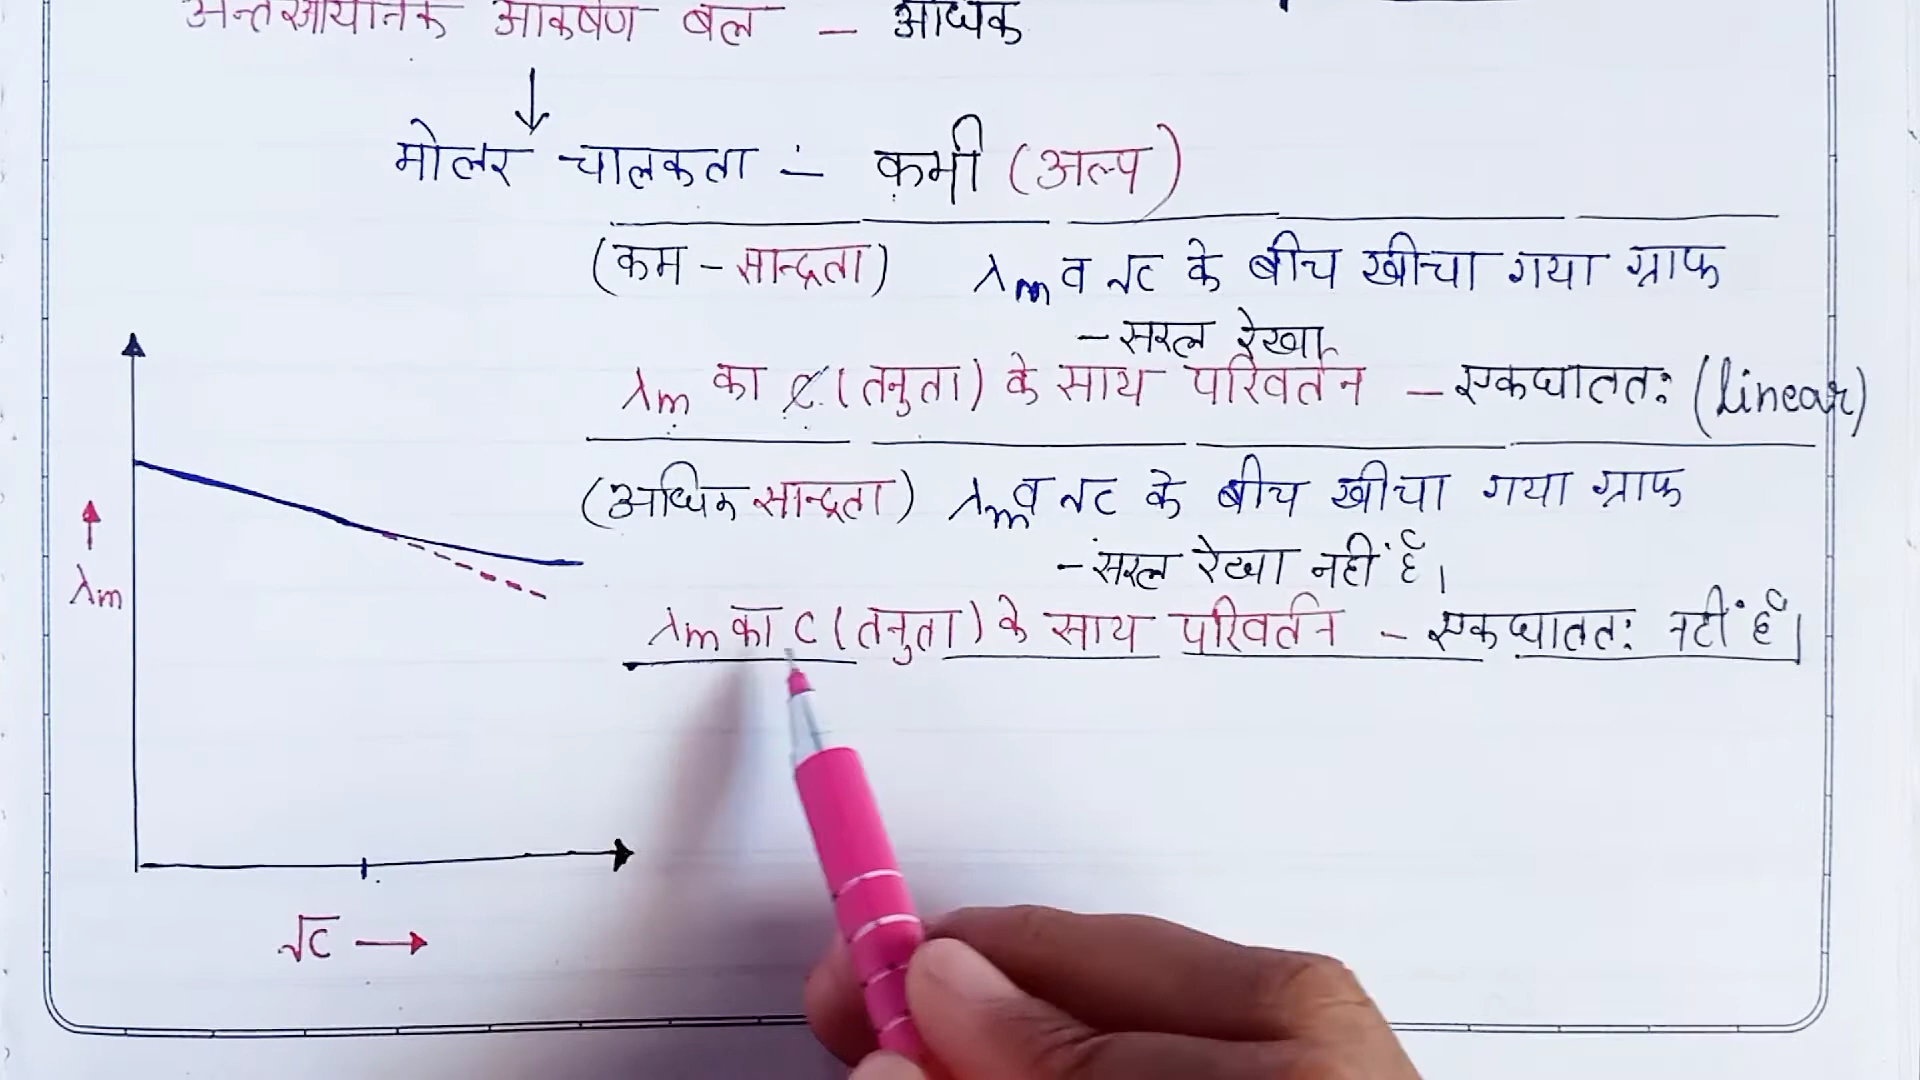 अन्तरआयनिक आकर्षण बल - अधिक
↓
मोलर चालकता :- कमी (अल्प)
(कम - सान्द्रता) λm व √c के बीच खीचा गया ग्राफ
- सरल रेखा
λm का c (तनुता) के साथ परिवर्तन - एकघाततः (linear)
(अधिक सान्द्रता) λm व √c के बीच खीचा गया ग्राफ
- सरल रेखा नहीं है।
λm का C (तनुता) के साथ परिवर्तन - एकघाततः नहीं है।
↑
λm
√c →